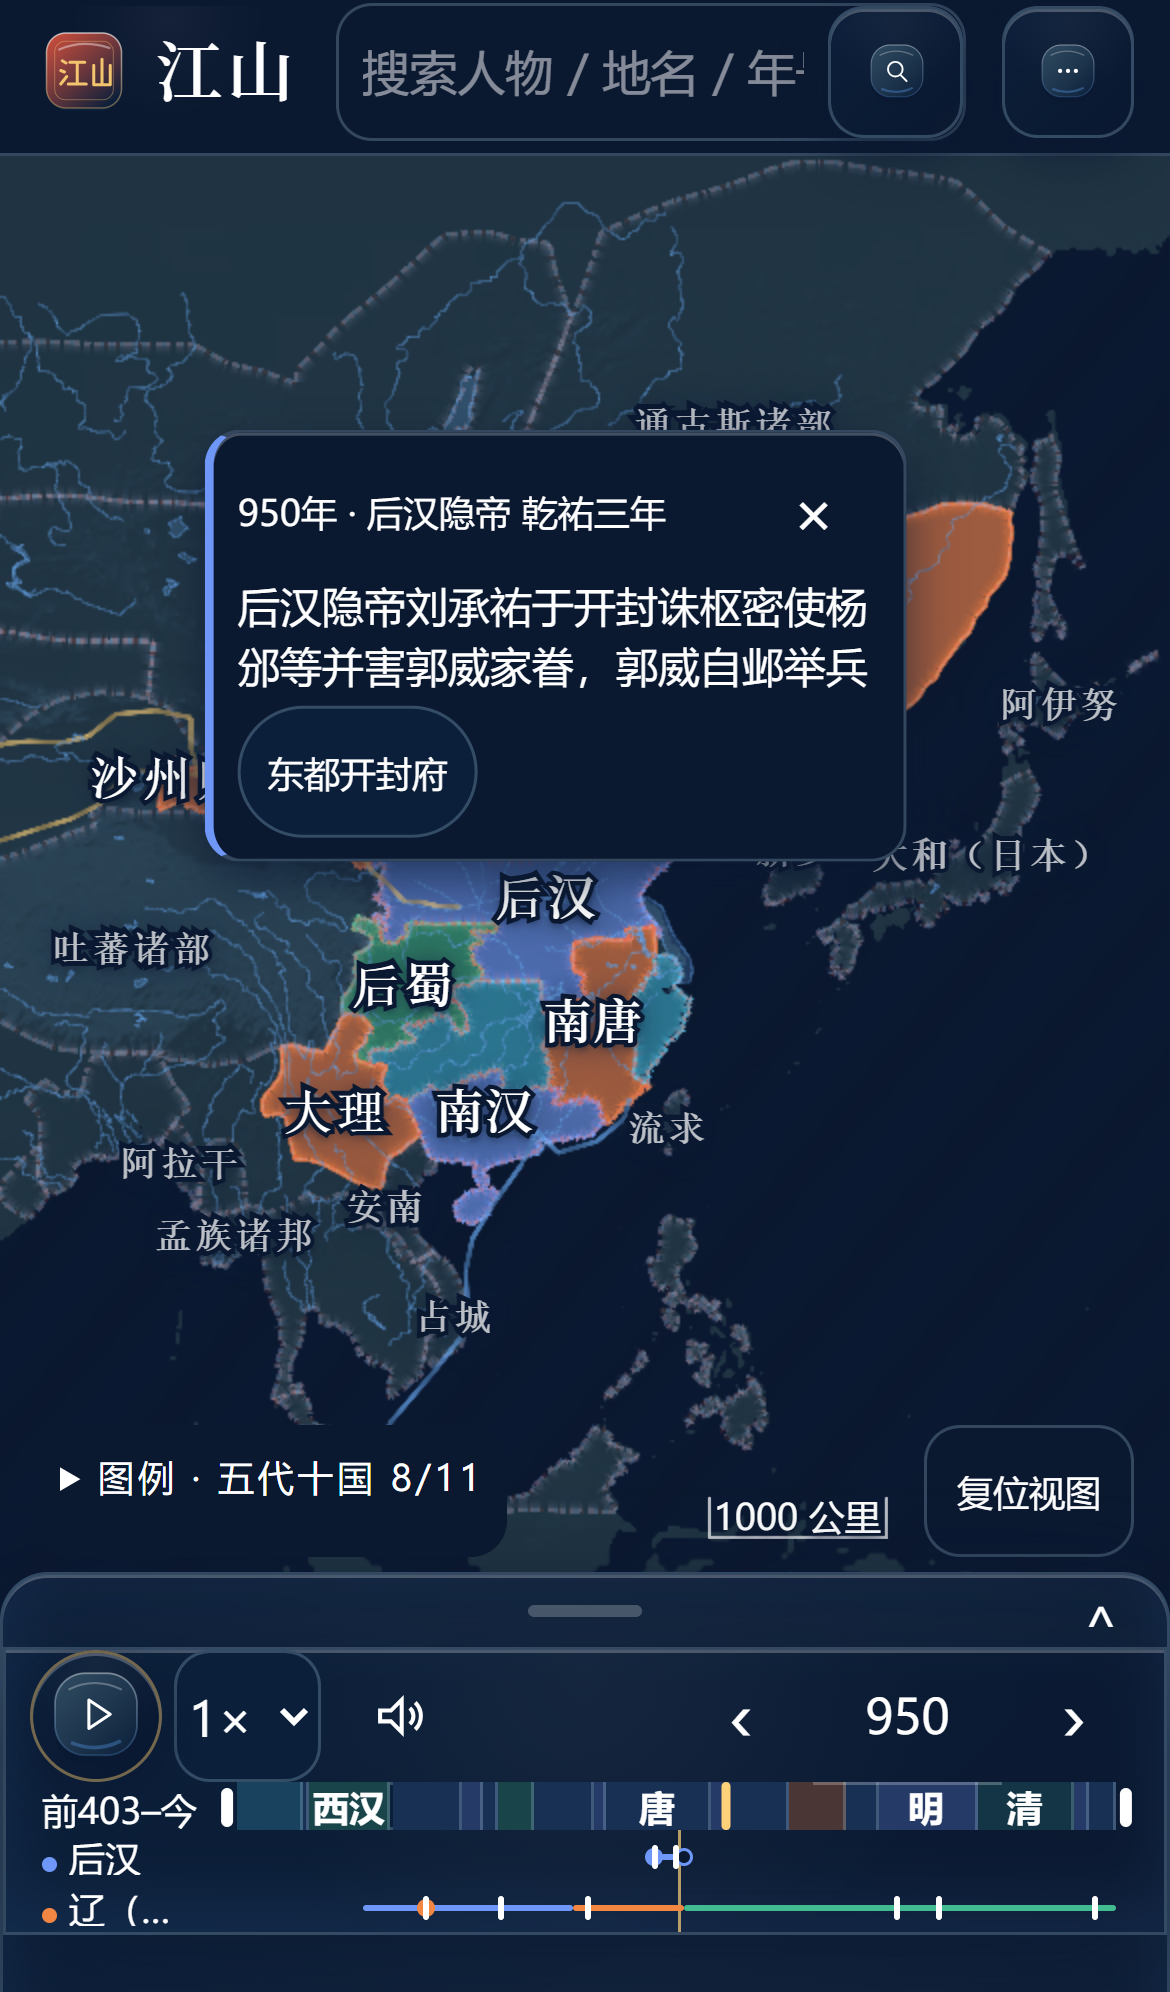 江山
江山
搜索人物 / 地名 / 年
通古斯诸部
950年 · 后汉隐帝 乾祐三年
×
后汉隐帝刘承祐于开封诛枢密使杨
邠等并害郭威家眷，郭威自邺举兵
东都开封府
阿伊努
沙州
大和（日本）
后汉
吐蕃诸部
后蜀
南唐
大理
南汉
流求
阿拉干
安南
孟族诸邦
占城
图例 · 五代十国 8/11
1000 公里
复位视图
1×
950
前403–今
西汉
唐
明
清
后汉
辽（...